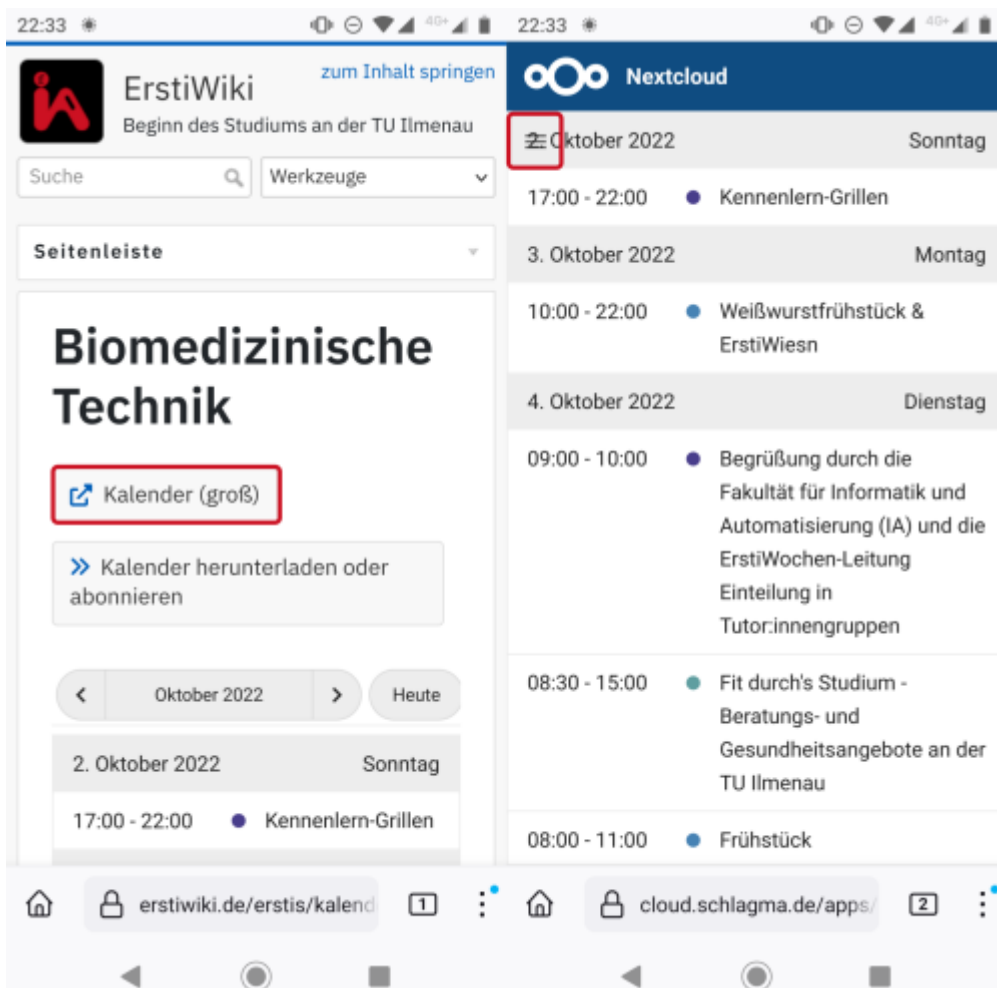 22:33
4G+
zum Inhalt springen
ErstiWiki
Beginn des Studiums an der TU Ilmenau
Suche
Werkzeuge
Seitenleiste
Biomedizinische
Technik
Kalender (groß)
Kalender herunterladen oder
abonnieren
Oktober 2022
Heute
2. Oktober 2022 Sonntag
17:00 - 22:00 Kennenlern-Grillen
erstiwiki.de/erstis/kalend
1
22:33
4G+
Nextcloud
2. Oktober 2022 Sonntag
17:00 - 22:00 Kennenlern-Grillen
3. Oktober 2022 Montag
10:00 - 22:00 Weißwurstfrühstück &
ErstiWiesn
4. Oktober 2022 Dienstag
09:00 - 10:00 Begrüßung durch die
Fakultät für Informatik und
Automatisierung (IA) und die
ErstiWochen-Leitung
Einteilung in
Tutor:innengruppen
08:30 - 15:00 Fit durch's Studium -
Beratungs- und
Gesundheitsangebote an der
TU Ilmenau
08:00 - 11:00 Frühstück
cloud.schlagma.de/apps/
2